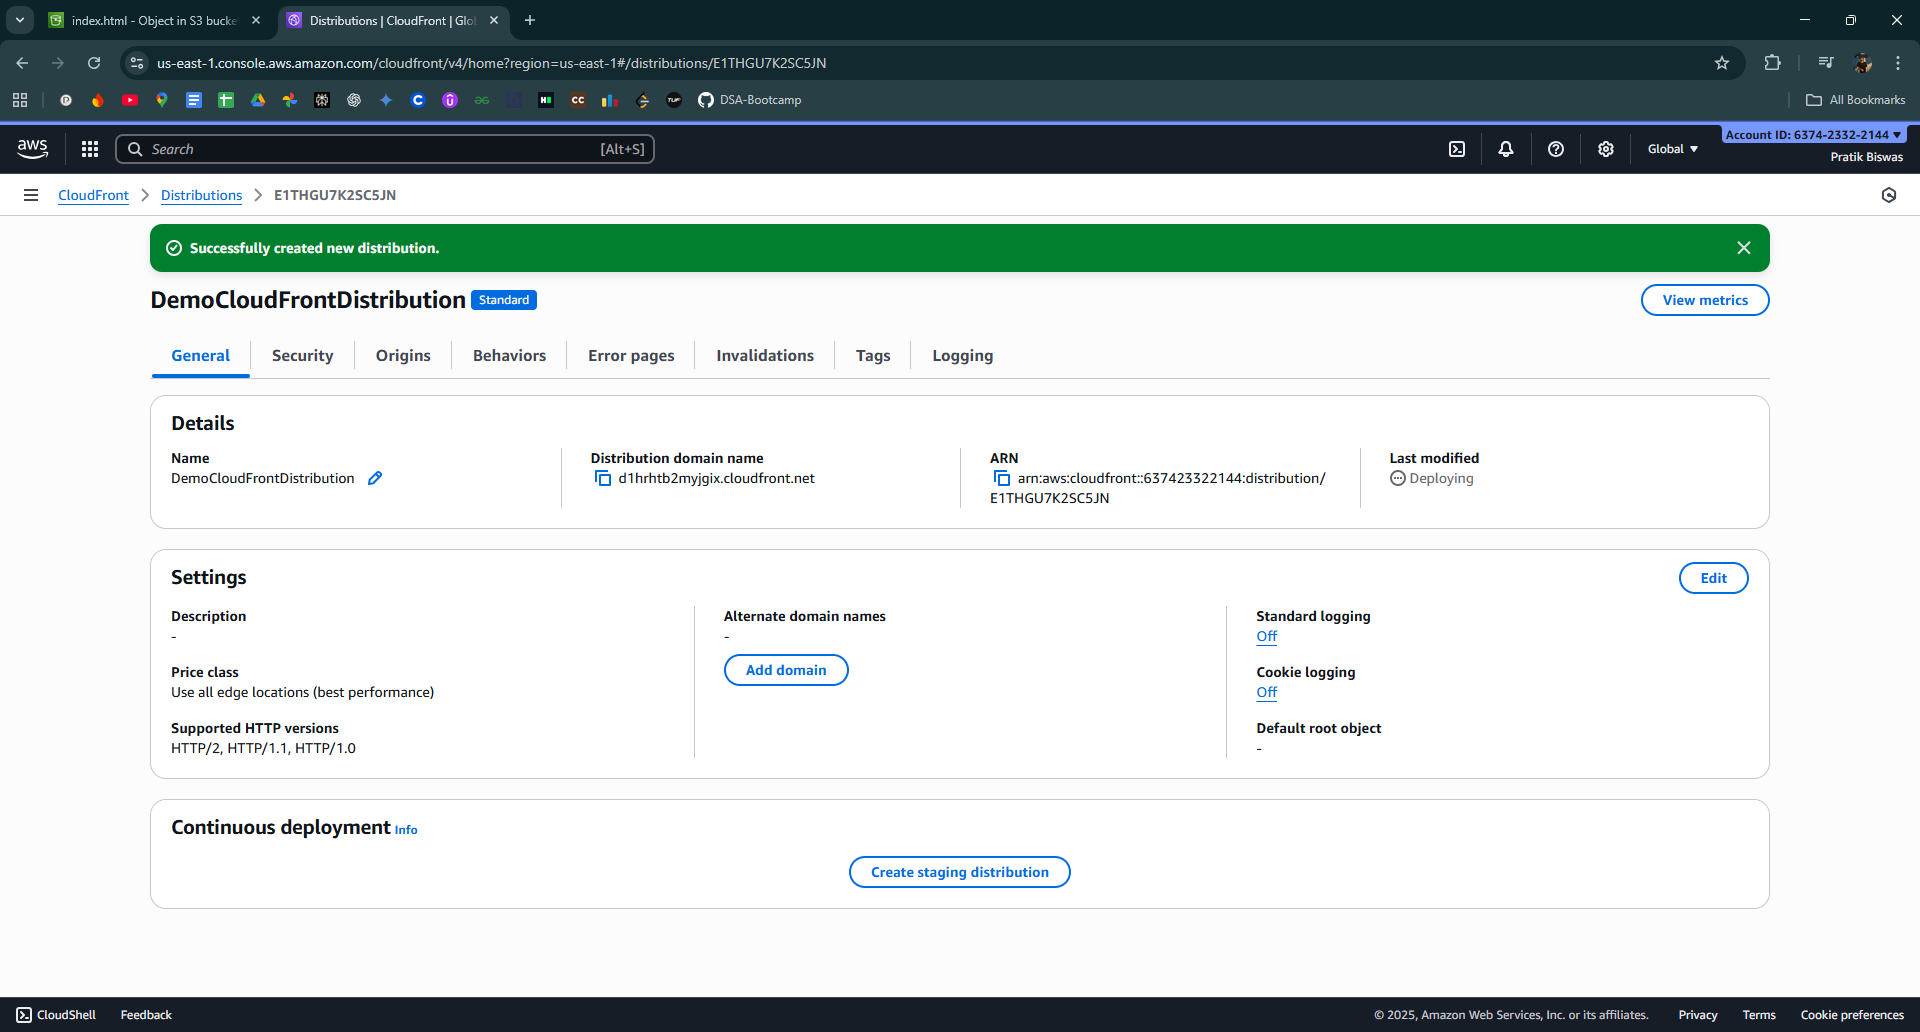 index.html - Object in S3 bucke
Distributions | CloudFront | Glo
us-east-1.console.aws.amazon.com/cloudfront/v4/home?region=us-east-1#/distributions/E1THGU7K2SC5JN
DSA-Bootcamp
All Bookmarks
aws
Search
[Alt+S]
Global
Account ID: 6374-2332-2144
Pratik Biswas
CloudFront
Distributions
E1THGU7K2SC5JN
Successfully created new distribution.
DemoCloudFrontDistribution Standard
View metrics
General Security Origins Behaviors Error pages Invalidations Tags Logging
Details
Name
DemoCloudFrontDistribution
Distribution domain name
d1hrhtb2myjgix.cloudfront.net
ARN
arn:aws:cloudfront::637423322144:distribution/
E1THGU7K2SC5JN
Last modified
Deploying
Settings
Edit
Description
-
Price class
Use all edge locations (best performance)
Supported HTTP versions
HTTP/2, HTTP/1.1, HTTP/1.0
Alternate domain names
-
Add domain
Standard logging
Off
Cookie logging
Off
Default root object
-
Continuous deployment Info
Create staging distribution
CloudShell
Feedback
© 2025, Amazon Web Services, Inc. or its affiliates.
Privacy
Terms
Cookie preferences